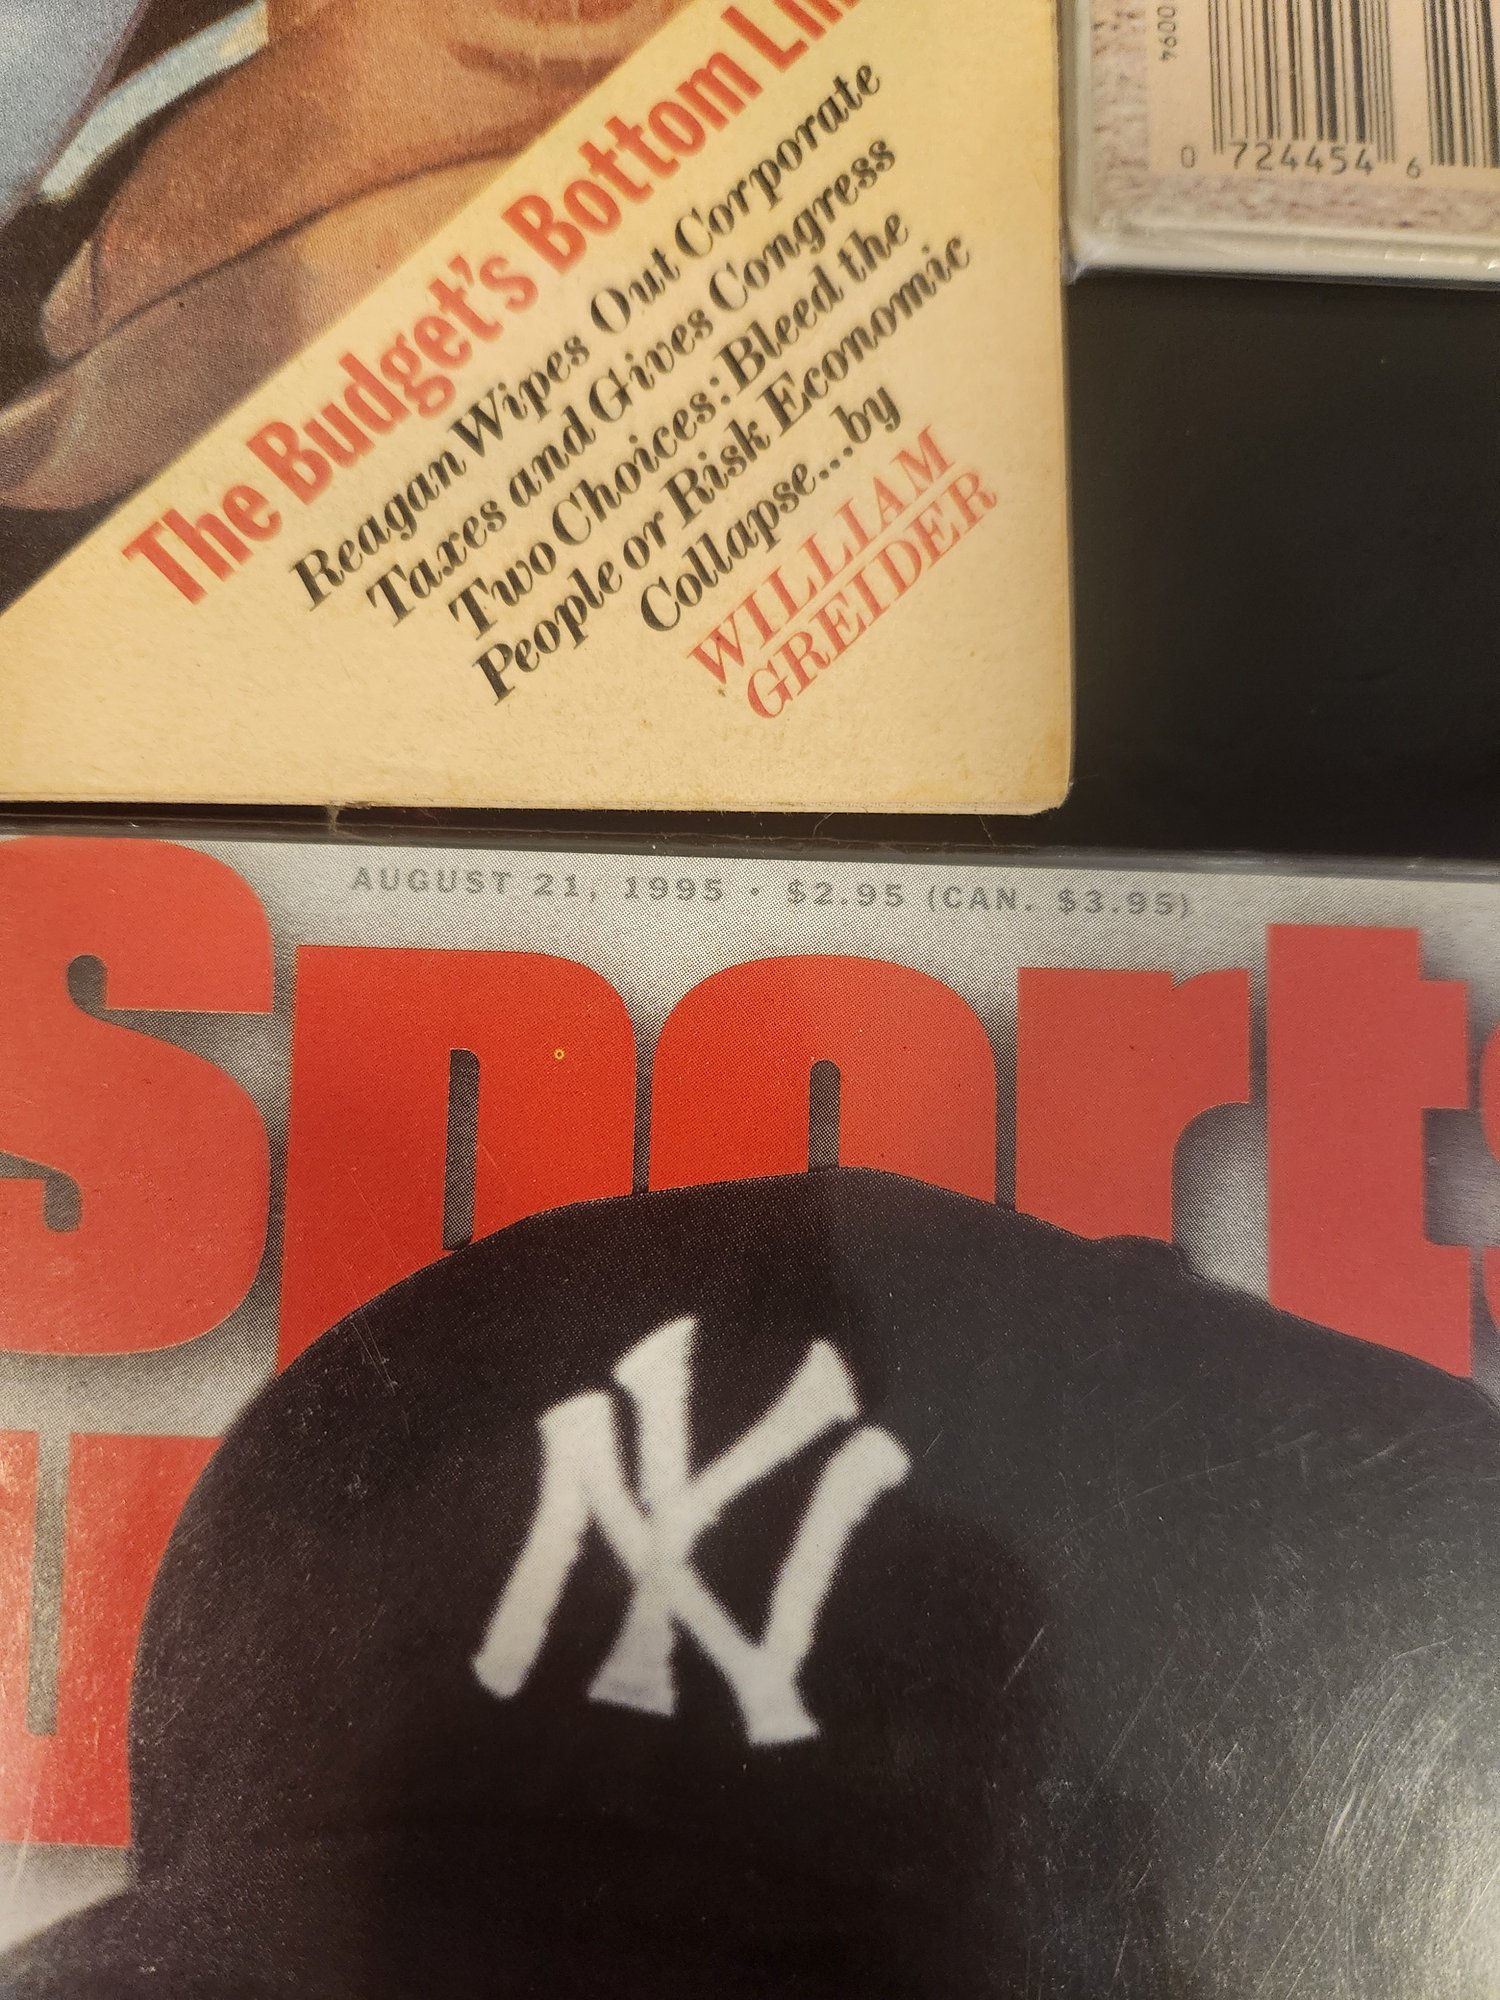 The Budget's Bottom
Reagan Wipes Out Corporate
Taxes and Gives Congress
Two Choices: Bleed the
People or Risk Economic
Collapse...by
WILLIAM
GREIDER
0094
0 724454 6
AUGUST 21, 1995 · $2.95 (CAN. $3.95)
Sports
NY